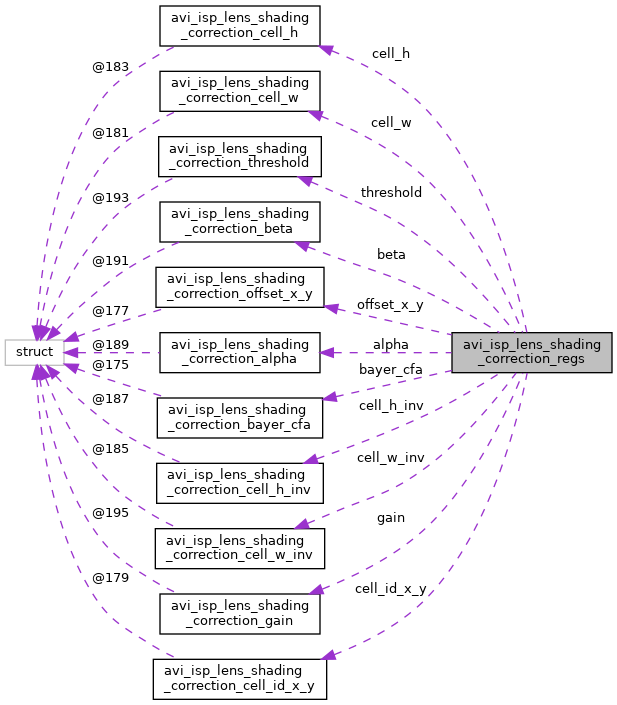 avi_isp_lens_shading
_correction_cell_h
cell_h
@183
avi_isp_lens_shading
_correction_cell_w
cell_w
@181
avi_isp_lens_shading
_correction_threshold
threshold
@193
avi_isp_lens_shading
_correction_beta
beta
@191
avi_isp_lens_shading
_correction_offset_x_y
offset_x_y
@177
struct
@189
avi_isp_lens_shading
_correction_alpha
alpha
avi_isp_lens_shading
_correction_regs
@175
bayer_cfa
avi_isp_lens_shading
_correction_bayer_cfa
@187
cell_h_inv
avi_isp_lens_shading
_correction_cell_h_inv
@185
cell_w_inv
avi_isp_lens_shading
_correction_cell_w_inv
@195
gain
avi_isp_lens_shading
_correction_gain
@179
cell_id_x_y
avi_isp_lens_shading
_correction_cell_id_x_y